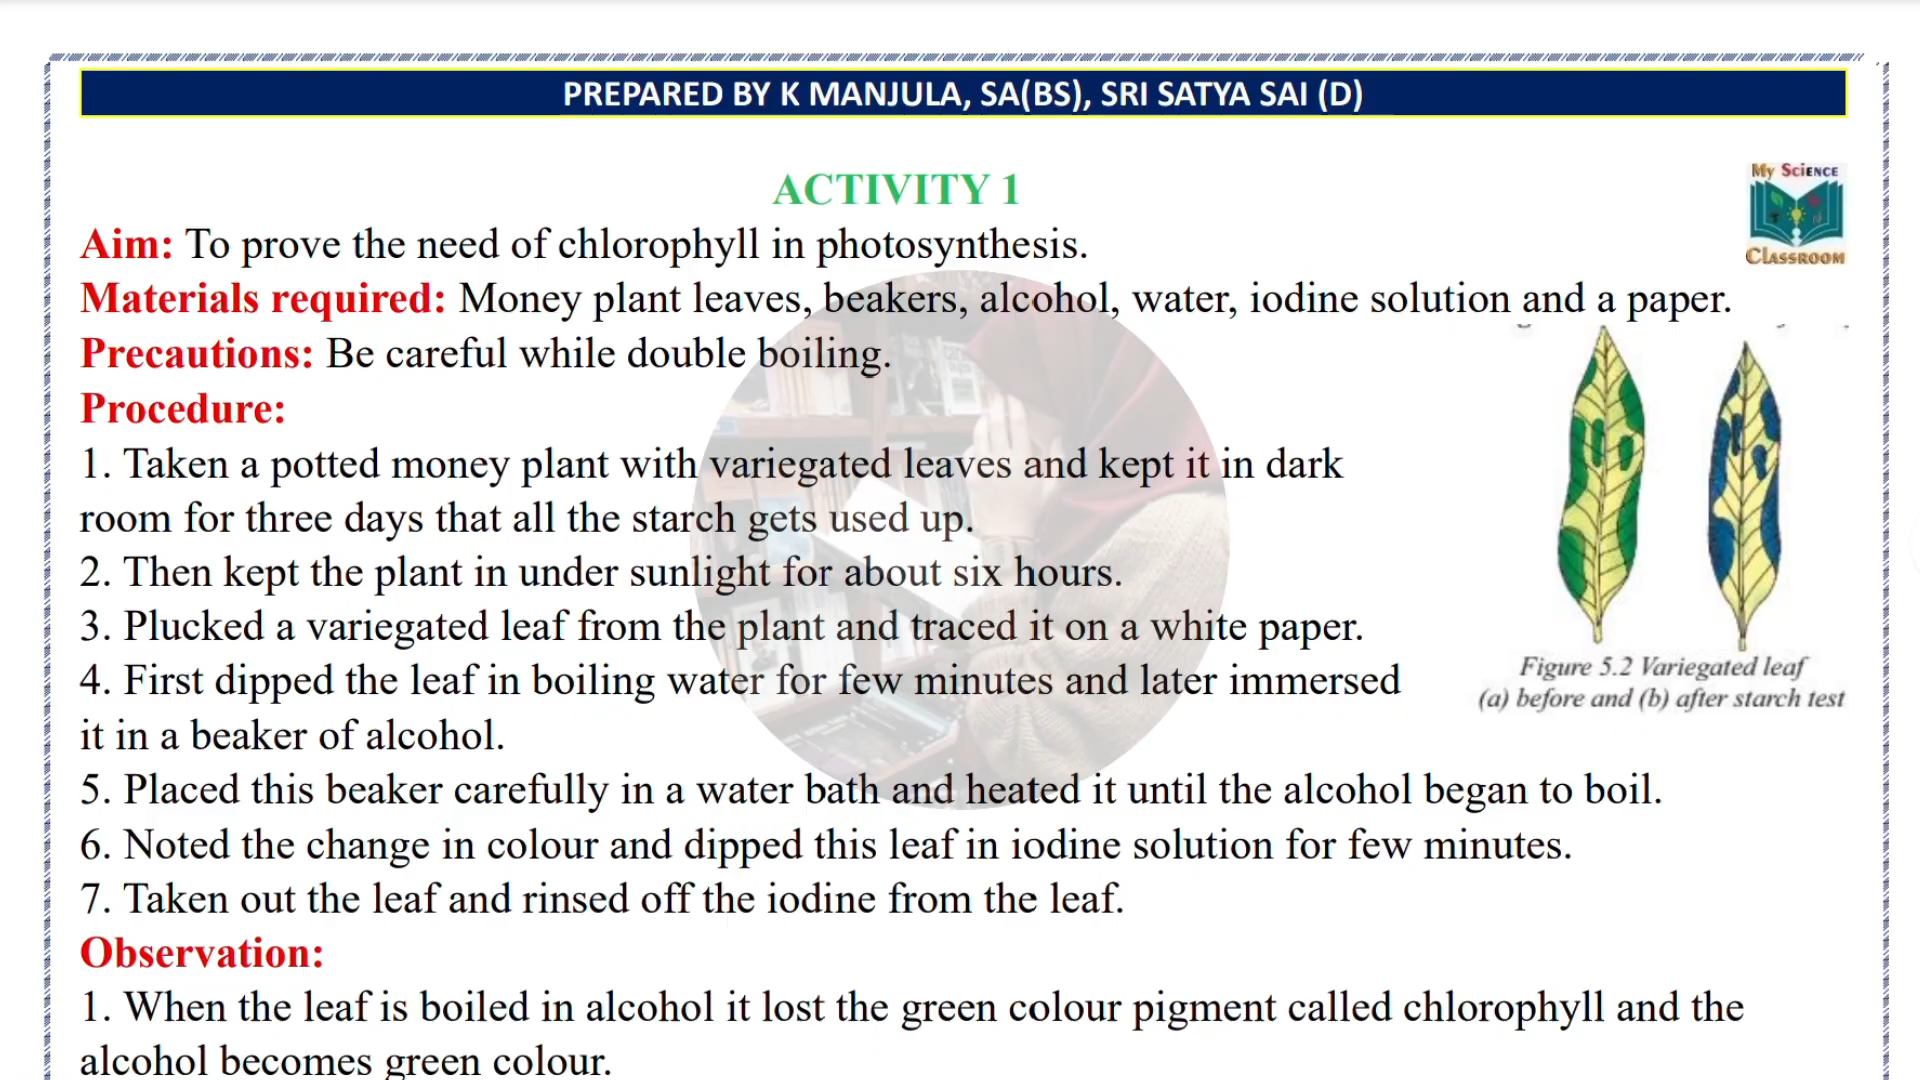 PREPARED BY K MANJULA, SA(BS), SRI SATYA SAI (D)
ACTIVITY 1
My SciENCE
CLASSROOM
Aim: To prove the need of chlorophyll in photosynthesis.
Materials required: Money plant leaves, beakers, alcohol, water, iodine solution and a paper.
Precautions: Be careful while double boiling.
Procedure:
1. Taken a potted money plant with variegated leaves and kept it in dark
room for three days that all the starch gets used up.
2. Then kept the plant in under sunlight for about six hours.
3. Plucked a variegated leaf from the plant and traced it on a white paper.
4. First dipped the leaf in boiling water for few minutes and later immersed
it in a beaker of alcohol.
Figure 5.2 Variegated leaf
(a) before and (b) after starch test
5. Placed this beaker carefully in a water bath and heated it until the alcohol began to boil.
6. Noted the change in colour and dipped this leaf in iodine solution for few minutes.
7. Taken out the leaf and rinsed off the iodine from the leaf.
Observation:
1. When the leaf is boiled in alcohol it lost the green colour pigment called chlorophyll and the
alcohol becomes green colour.